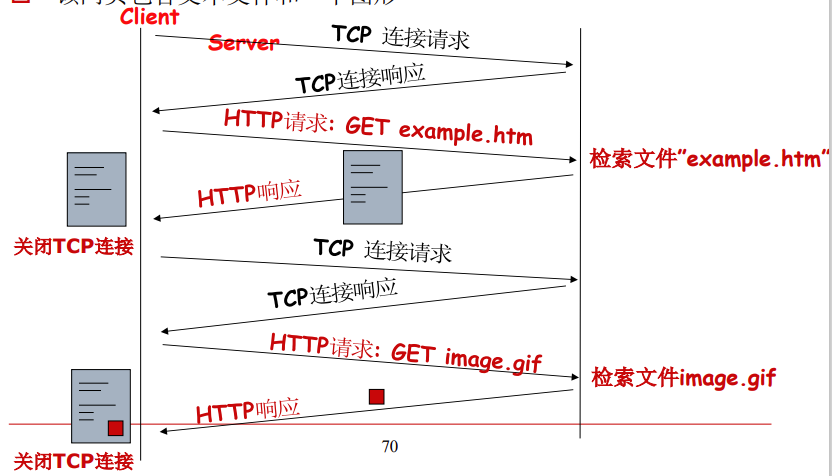 Client
Server
TCP 连接请求
TCP连接响应
HTTP请求: GET example.htm
检索文件"example.htm"
HTTP响应
关闭TCP连接
TCP 连接请求
TCP连接响应
HTTP请求: GET image.gif
检索文件image.gif
HTTP响应
70
关闭TCP连接